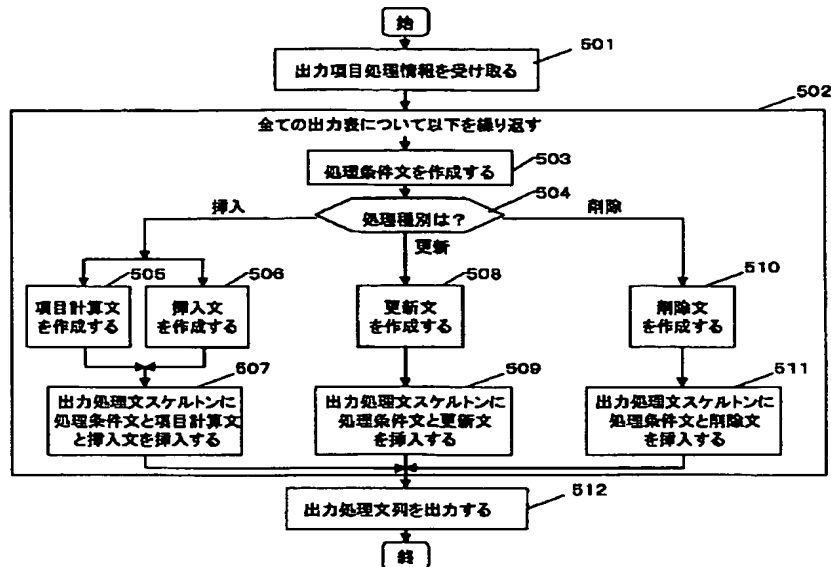 始
501
出力項目処理情報を受け取る
502
全ての出力表について以下を繰り返す
503
処理条件文を作成する
504
処理種別は？
挿入
更新
削除
505
項目計算文
を作成する
506
挿入文
を作成する
508
更新文
を作成する
510
削除文
を作成する
507
出力処理文スケルトンに
処理条件文と項目計算文
と挿入文を挿入する
509
出力処理文スケルトンに
処理条件文と更新文
を挿入する
511
出力処理文スケルトンに
処理条件文と削除文
を挿入する
512
出力処理文列を出力する
終